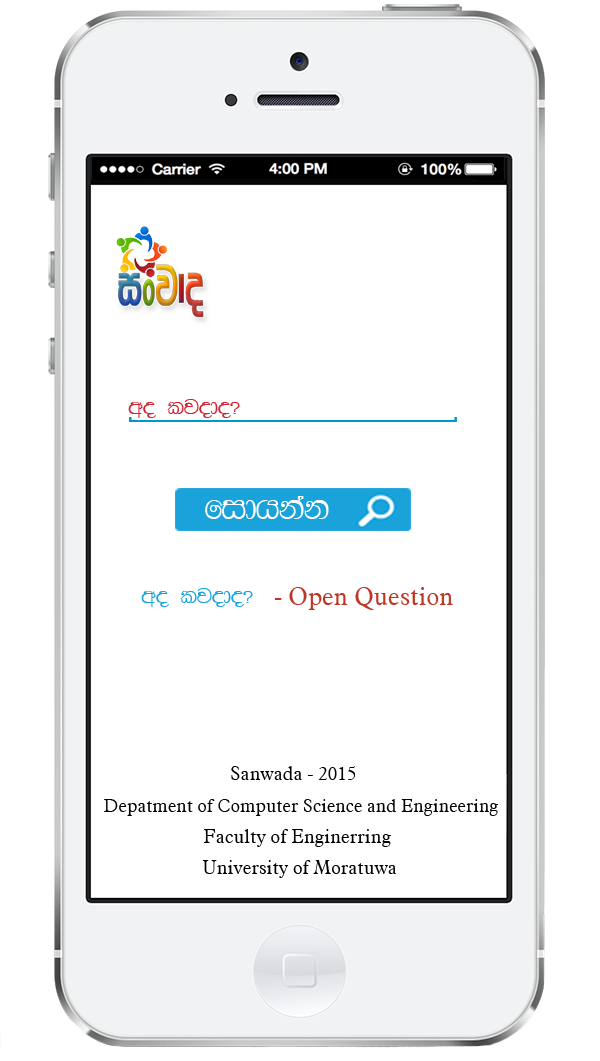 Carrier 4:00 PM 100%
සංවාද
අද කවදාද?
සොයන්න
අද කවදාද? - Open Question
Sanwada - 2015
Depatment of Computer Science and Engineering
Faculty of Enginerring
University of Moratuwa